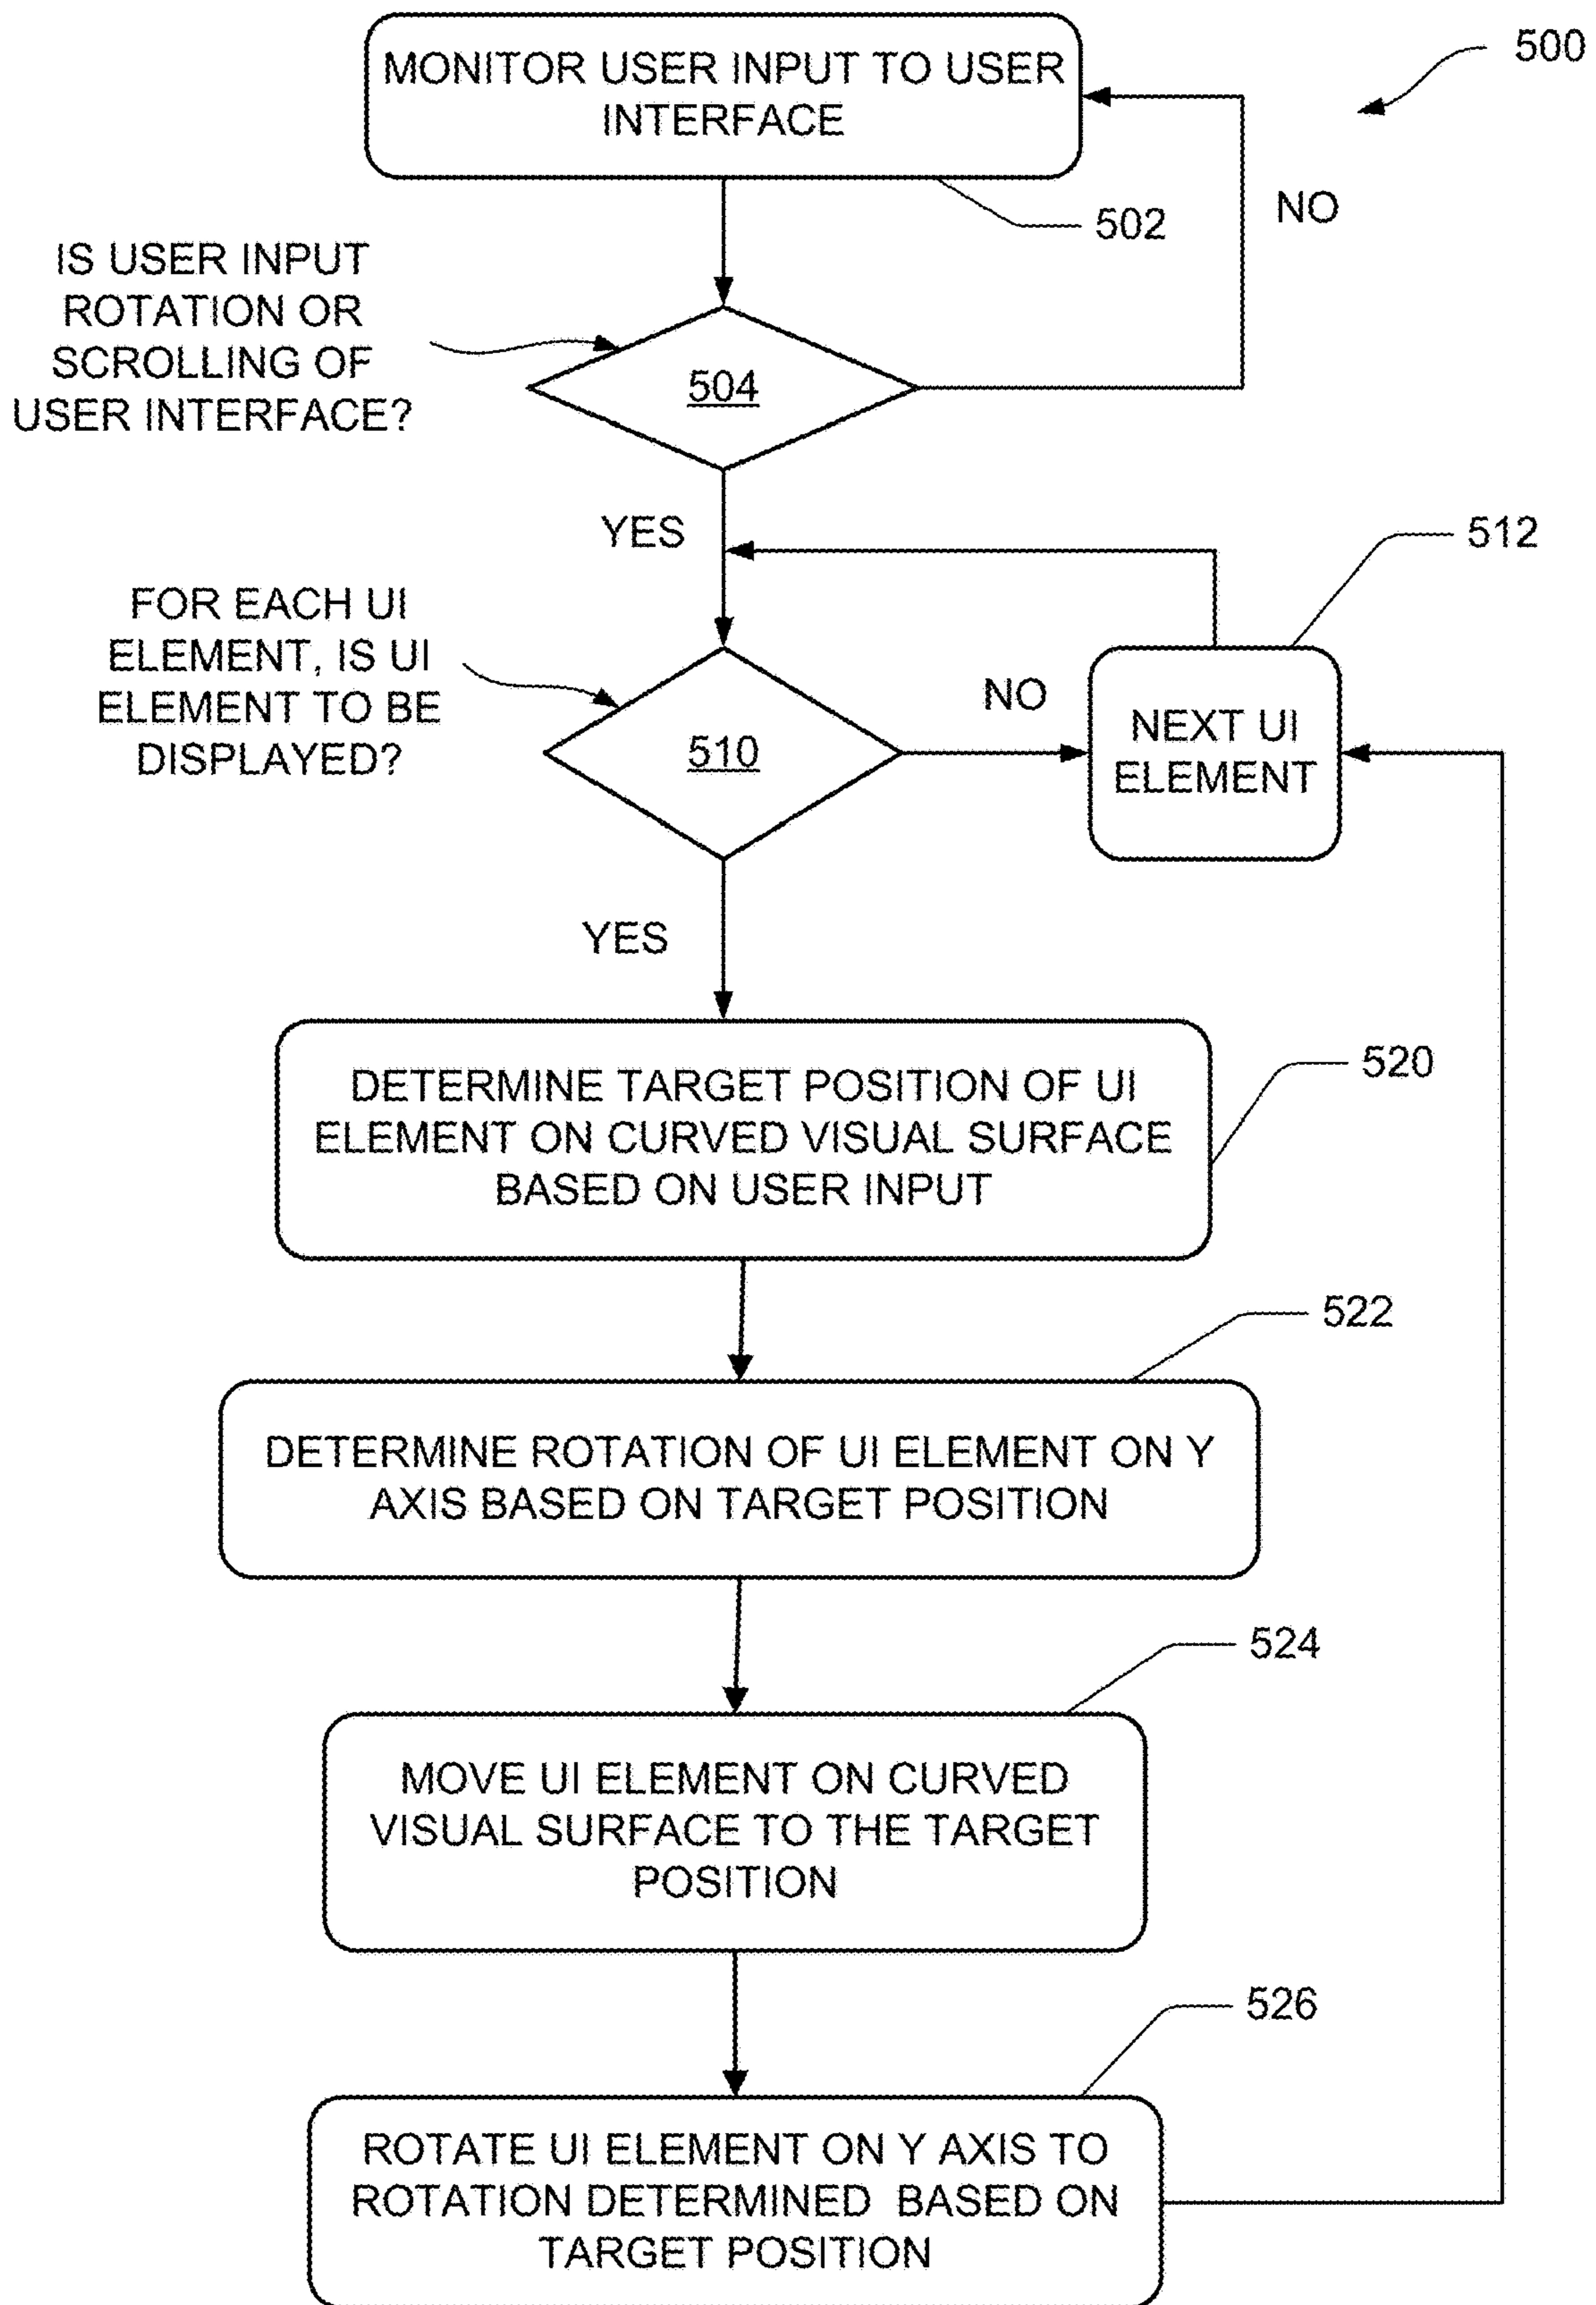 MONITOR USER INPUT TO USER
INTERFACE
500
502
NO
IS USER INPUT
ROTATION OR
SCROLLING OF
USER INTERFACE?
504
YES
512
FOR EACH UI
ELEMENT, IS UI
ELEMENT TO BE
DISPLAYED?
510
NO
NEXT UI
ELEMENT
YES
DETERMINE TARGET POSITION OF UI
ELEMENT ON CURVED VISUAL SURFACE
BASED ON USER INPUT
520
522
DETERMINE ROTATION OF UI ELEMENT ON Y
AXIS BASED ON TARGET POSITION
524
MOVE UI ELEMENT ON CURVED
VISUAL SURFACE TO THE TARGET
POSITION
526
ROTATE UI ELEMENT ON Y AXIS TO
ROTATION DETERMINED BASED ON
TARGET POSITION